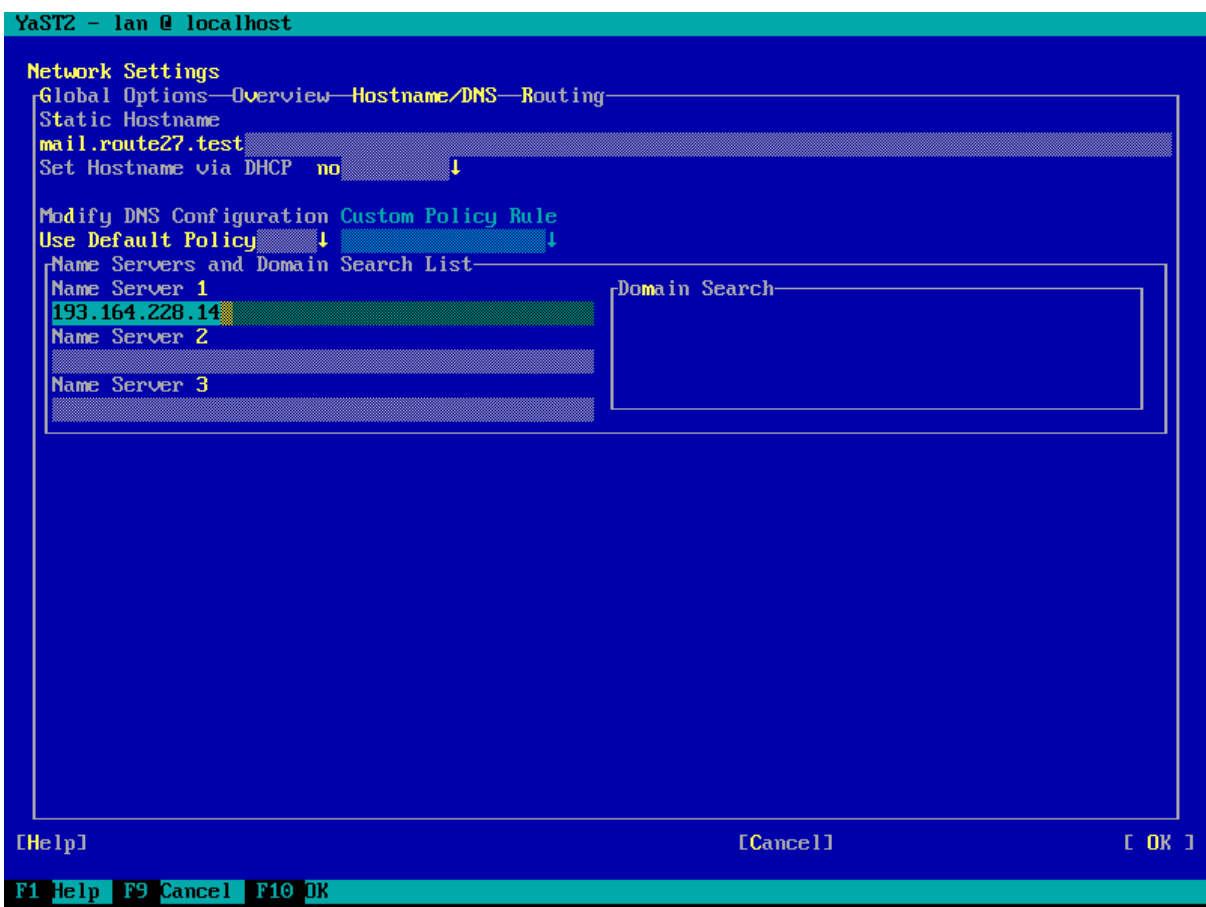 YaST2 - lan @ localhost
Network Settings
Global Options Overview Hostname/DNS Routing
Static Hostname
mail.route27.test
Set Hostname via DHCP no ↓
Modify DNS Configuration Custom Policy Rule
Use Default Policy ↓ ↓
Name Servers and Domain Search List
Name Server 1 Domain Search
193.164.228.14
Name Server 2
Name Server 3
[Help] [Cancel] [ OK ]
F1 Help F9 Cancel F10 OK